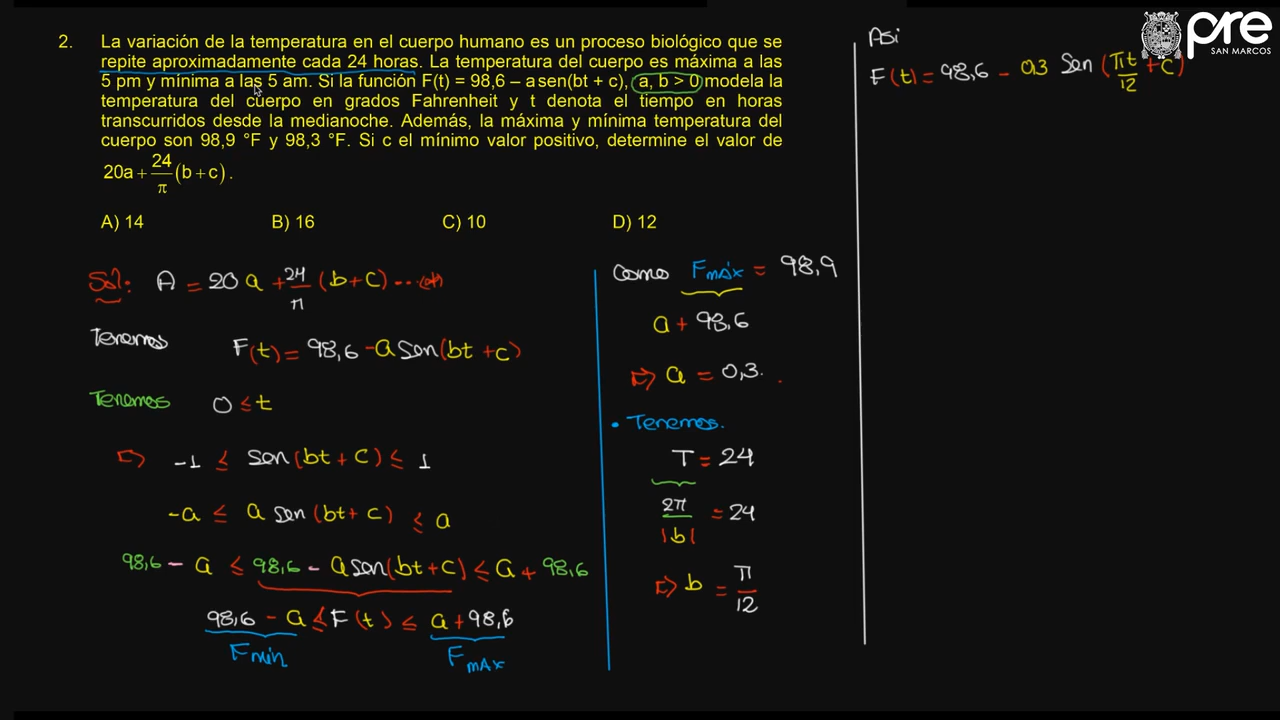 2. La variación de la temperatura en el cuerpo humano es un proceso biológico que se
repite aproximadamente cada 24 horas. La temperatura del cuerpo es máxima a las
5 pm y mínima a las 5 am. Si la función F(t) = 98,6 – a sen(bt + c), a, b > 0 modela la
temperatura del cuerpo en grados Fahrenheit y t denota el tiempo en horas
transcurridos desde la medianoche. Además, la máxima y mínima temperatura del
cuerpo son 98,9 °F y 98,3 °F. Si c el mínimo valor positivo, determine el valor de
20a + 24/π (b + c).
A) 14 B) 16 C) 10 D) 12
Sol: A = 20 a + 24/π (b + c) ... (*)
Tenemos F(t) = 98,6 - a Sen(bt + c)
Tenemos 0 ≤ t
⇒ -1 ≤ Sen(bt + c) ≤ 1
-a ≤ a Sen(bt + c) ≤ a
98,6 - a ≤ 98,6 - a Sen(bt + c) ≤ a + 98,6
98,6 - a ≤ F(t) ≤ a + 98,6
Fmín Fmáx
Como Fmáx = 98,9
a + 98,6
⇒ a = 0,3.
• Tenemos.
T = 24
2π/|b| = 24
⇒ b = π/12
Asi
F(t) = 98,6 - 0,3 Sen(πt/12 + c)
pre
SAN MARCOS